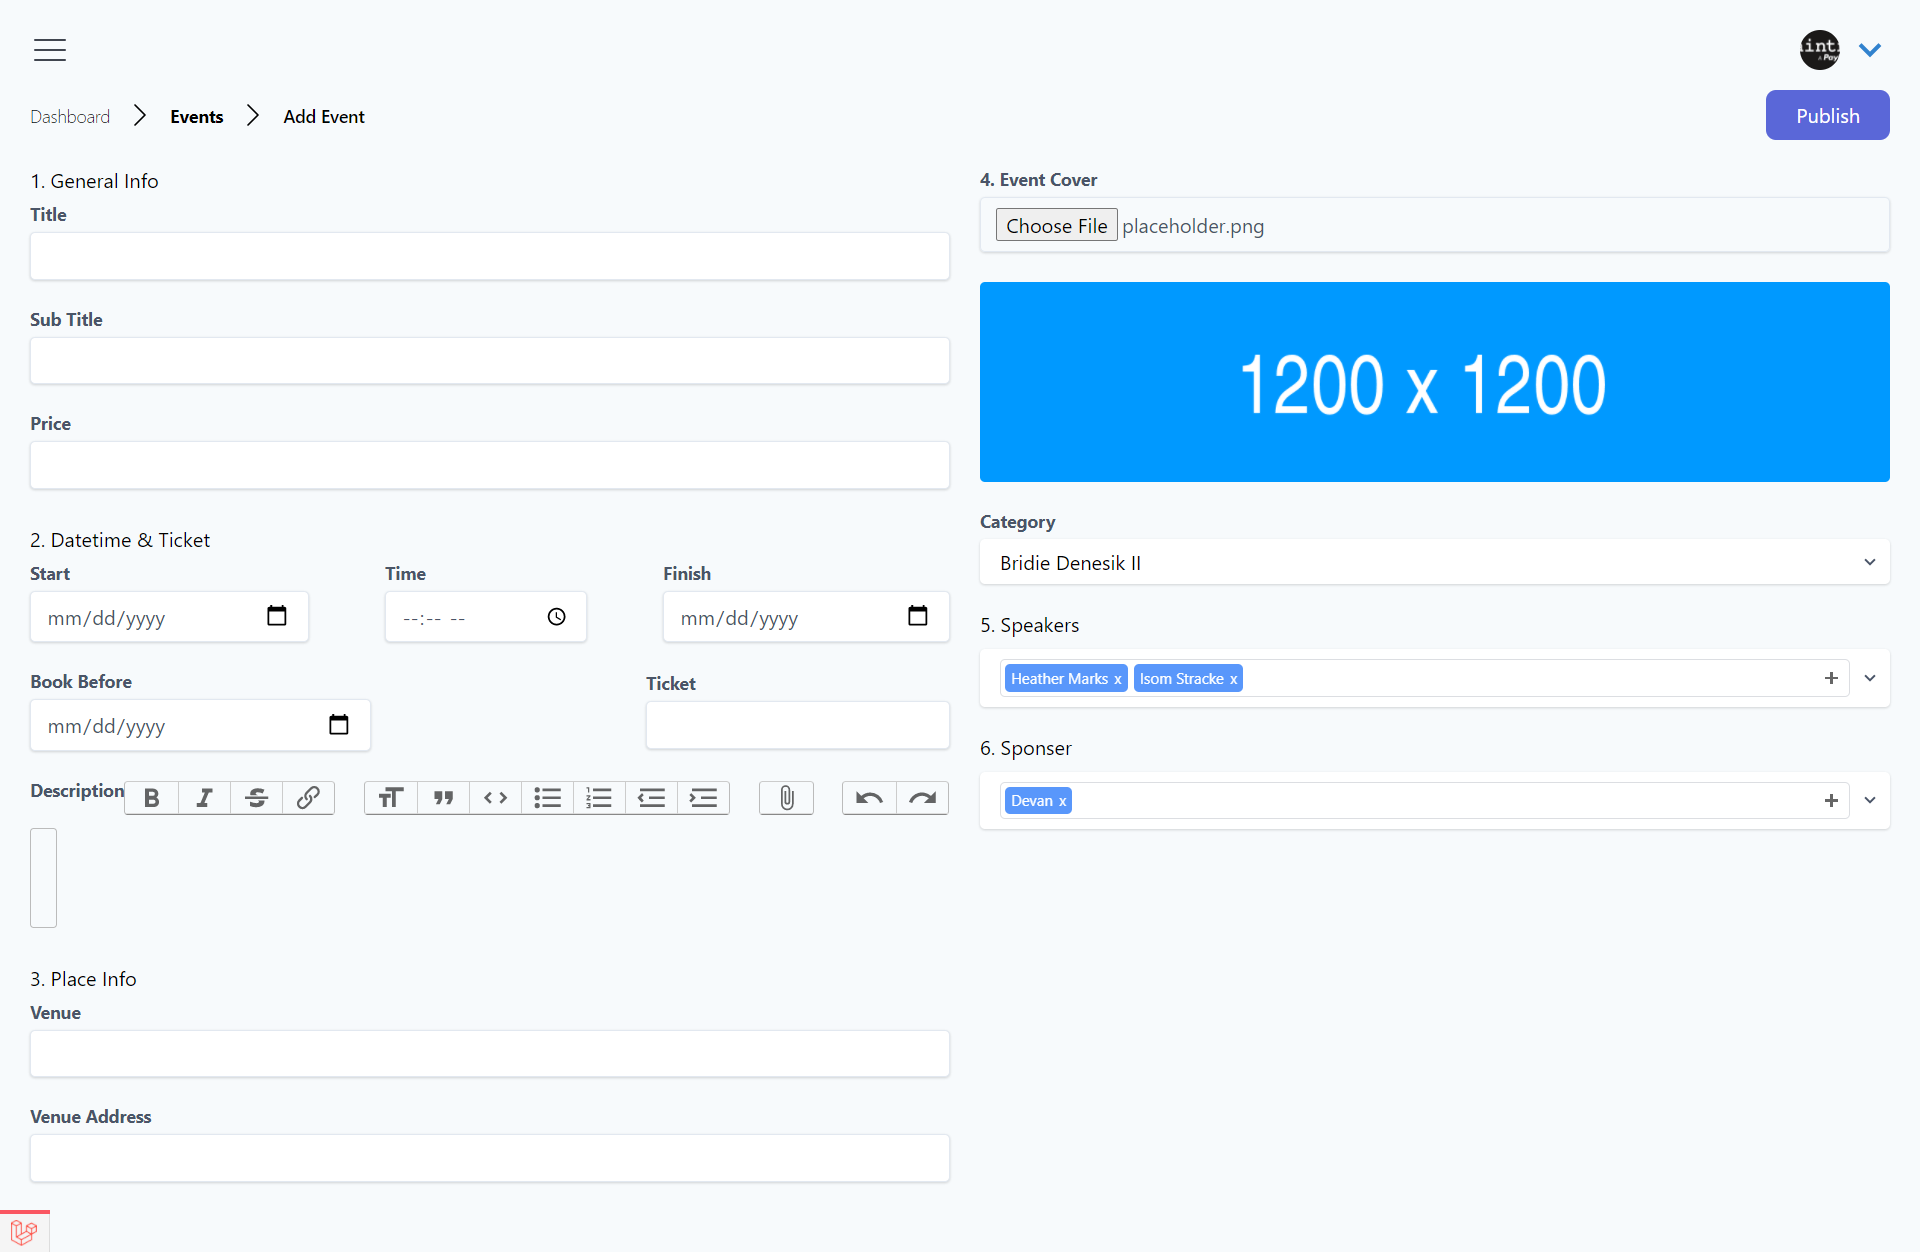 int
A Pay
Dashboard
Events
Add Event
Publish
1. General Info
Title
Sub Title
Price
2. Datetime & Ticket
Start
Time
Finish
mm/dd/yyyy
--:-- --
mm/dd/yyyy
Book Before
Ticket
mm/dd/yyyy
Description
3. Place Info
Venue
Venue Address
4. Event Cover
Choose File placeholder.png
1200 x 1200
Category
Bridie Denesik II
5. Speakers
Heather Marks x Isom Stracke x
6. Sponser
Devan x